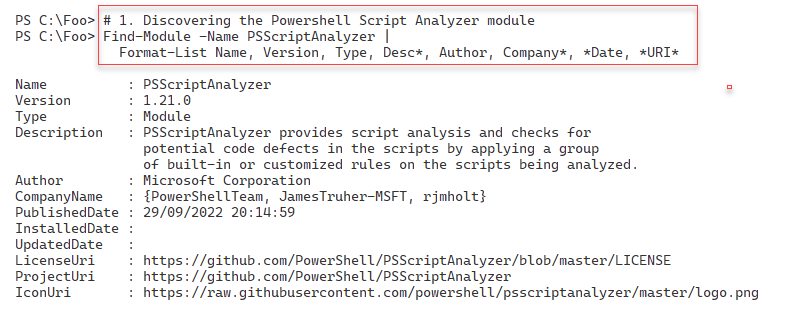 PS C:\Foo> # 1. Discovering the Powershell Script Analyzer module
PS C:\Foo> Find-Module -Name PSScriptAnalyzer |
Format-List Name, Version, Type, Desc*, Author, Company*, *Date, *URI*
Name : PSScriptAnalyzer
Version : 1.21.0
Type : Module
Description : PSScriptAnalyzer provides script analysis and checks for
potential code defects in the scripts by applying a group
of built-in or customized rules on the scripts being analyzed.
Author : Microsoft Corporation
CompanyName : {PowerShellTeam, JamesTruher-MSFT, rjmholt}
PublishedDate : 29/09/2022 20:14:59
InstalledDate :
UpdatedDate :
LicenseUri : https://github.com/PowerShell/PSScriptAnalyzer/blob/master/LICENSE
ProjectUri : https://github.com/PowerShell/PSScriptAnalyzer
IconUri : https://raw.githubusercontent.com/powershell/psscriptanalyzer/master/logo.png